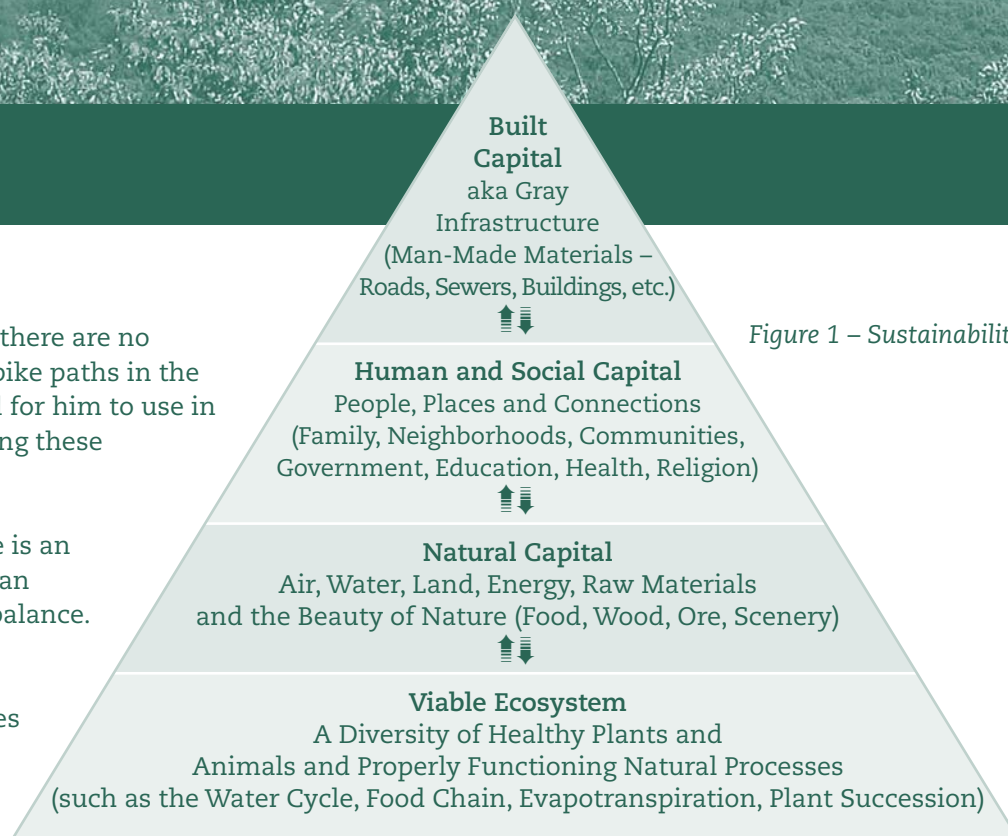 Built
Capital
aka Gray
Infrastructure
(Man-Made Materials –
Roads, Sewers, Buildings, etc.)
Human and Social Capital
People, Places and Connections
(Family, Neighborhoods, Communities,
Government, Education, Health, Religion)
Natural Capital
Air, Water, Land, Energy, Raw Materials
and the Beauty of Nature (Food, Wood, Ore, Scenery)
Viable Ecosystem
A Diversity of Healthy Plants and
Animals and Properly Functioning Natural Processes
(such as the Water Cycle, Food Chain, Evapotranspiration, Plant Succession)
there are no
bike paths in the
for him to use in
these
is an
an
balance.
Figure 1 –